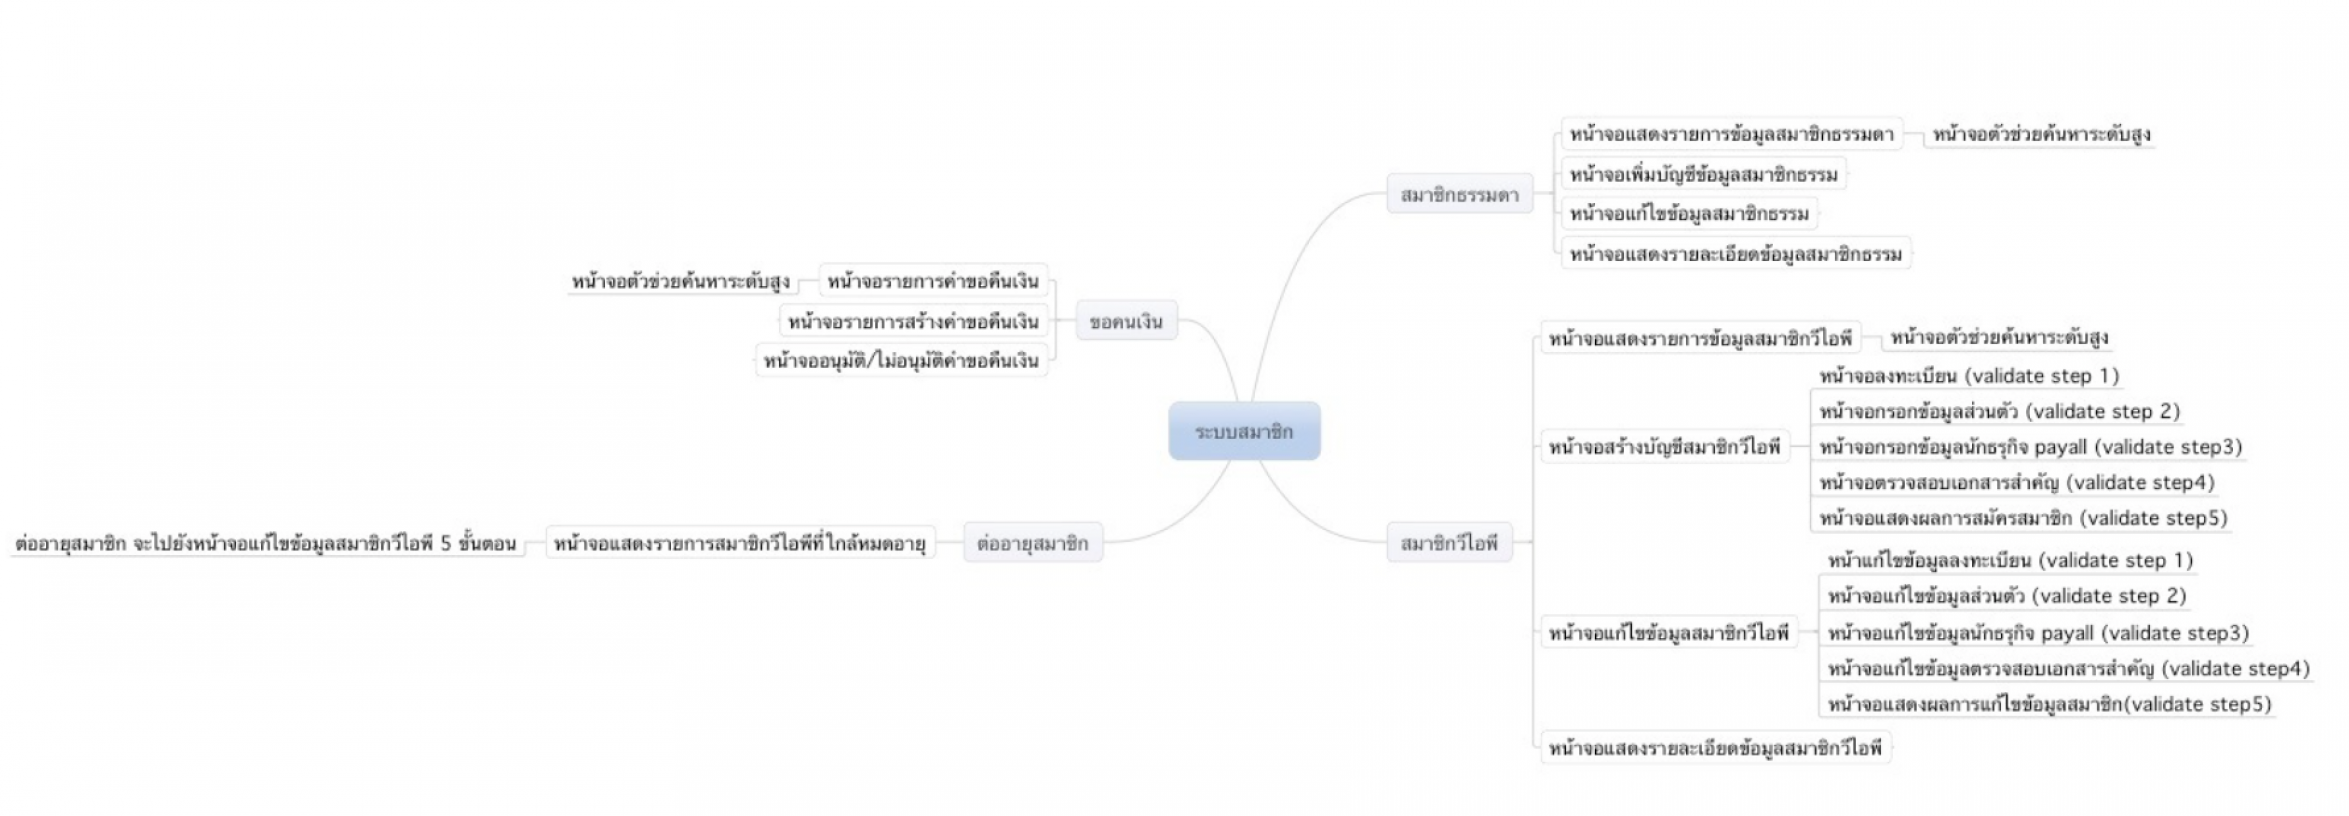 ระบบสมาชิก
สมาชิกธรรมดา
หน้าจอแสดงรายการข้อมูลสมาชิกธรรมดา
หน้าจอตัวช่วยค้นหาระดับสูง
หน้าจอเพิ่มบัญชีข้อมูลสมาชิกธรรม
หน้าจอแก้ไขข้อมูลสมาชิกธรรม
หน้าจอแสดงรายละเอียดข้อมูลสมาชิกธรรม
สมาชิกวีไอพี
หน้าจอแสดงรายการข้อมูลสมาชิกวีไอพี
หน้าจอตัวช่วยค้นหาระดับสูง
หน้าจอสร้างบัญชีสมาชิกวีไอพี
หน้าจอลงทะเบียน (validate step 1)
หน้าจอกรอกข้อมูลส่วนตัว (validate step 2)
หน้าจอกรอกข้อมูลนักธรุกิจ payall (validate step3)
หน้าจอตรวจสอบเอกสารสำคัญ (validate step4)
หน้าจอแสดงผลการสมัครสมาชิก (validate step5)
หน้าจอแก้ไขข้อมูลสมาชิกวีไอพี
หน้าแก้ไขข้อมูลลงทะเบียน (validate step 1)
หน้าจอแก้ไขข้อมูลส่วนตัว (validate step 2)
หน้าจอแก้ไขข้อมูลนักธรุกิจ payall (validate step3)
หน้าจอแก้ไขข้อมูลตรวจสอบเอกสารสำคัญ (validate step4)
หน้าจอแสดงผลการแก้ไขข้อมูลสมาชิก(validate step5)
หน้าจอแสดงรายละเอียดข้อมูลสมาชิกวีไอพี
ขอคนเงิน
หน้าจอรายการคำขอคืนเงิน
หน้าจอตัวช่วยค้นหาระดับสูง
หน้าจอรายการสร้างคำขอคืนเงิน
หน้าจออนุมัติ/ไม่อนุมัติคำขอคืนเงิน
ต่ออายุสมาชิก
หน้าจอแสดงรายการสมาชิกวีไอพีที่ใกล้หมดอายุ
ต่ออายุสมาชิก จะไปยังหน้าจอแก้ไขข้อมูลสมาชิกวีไอพี 5 ขั้นตอน